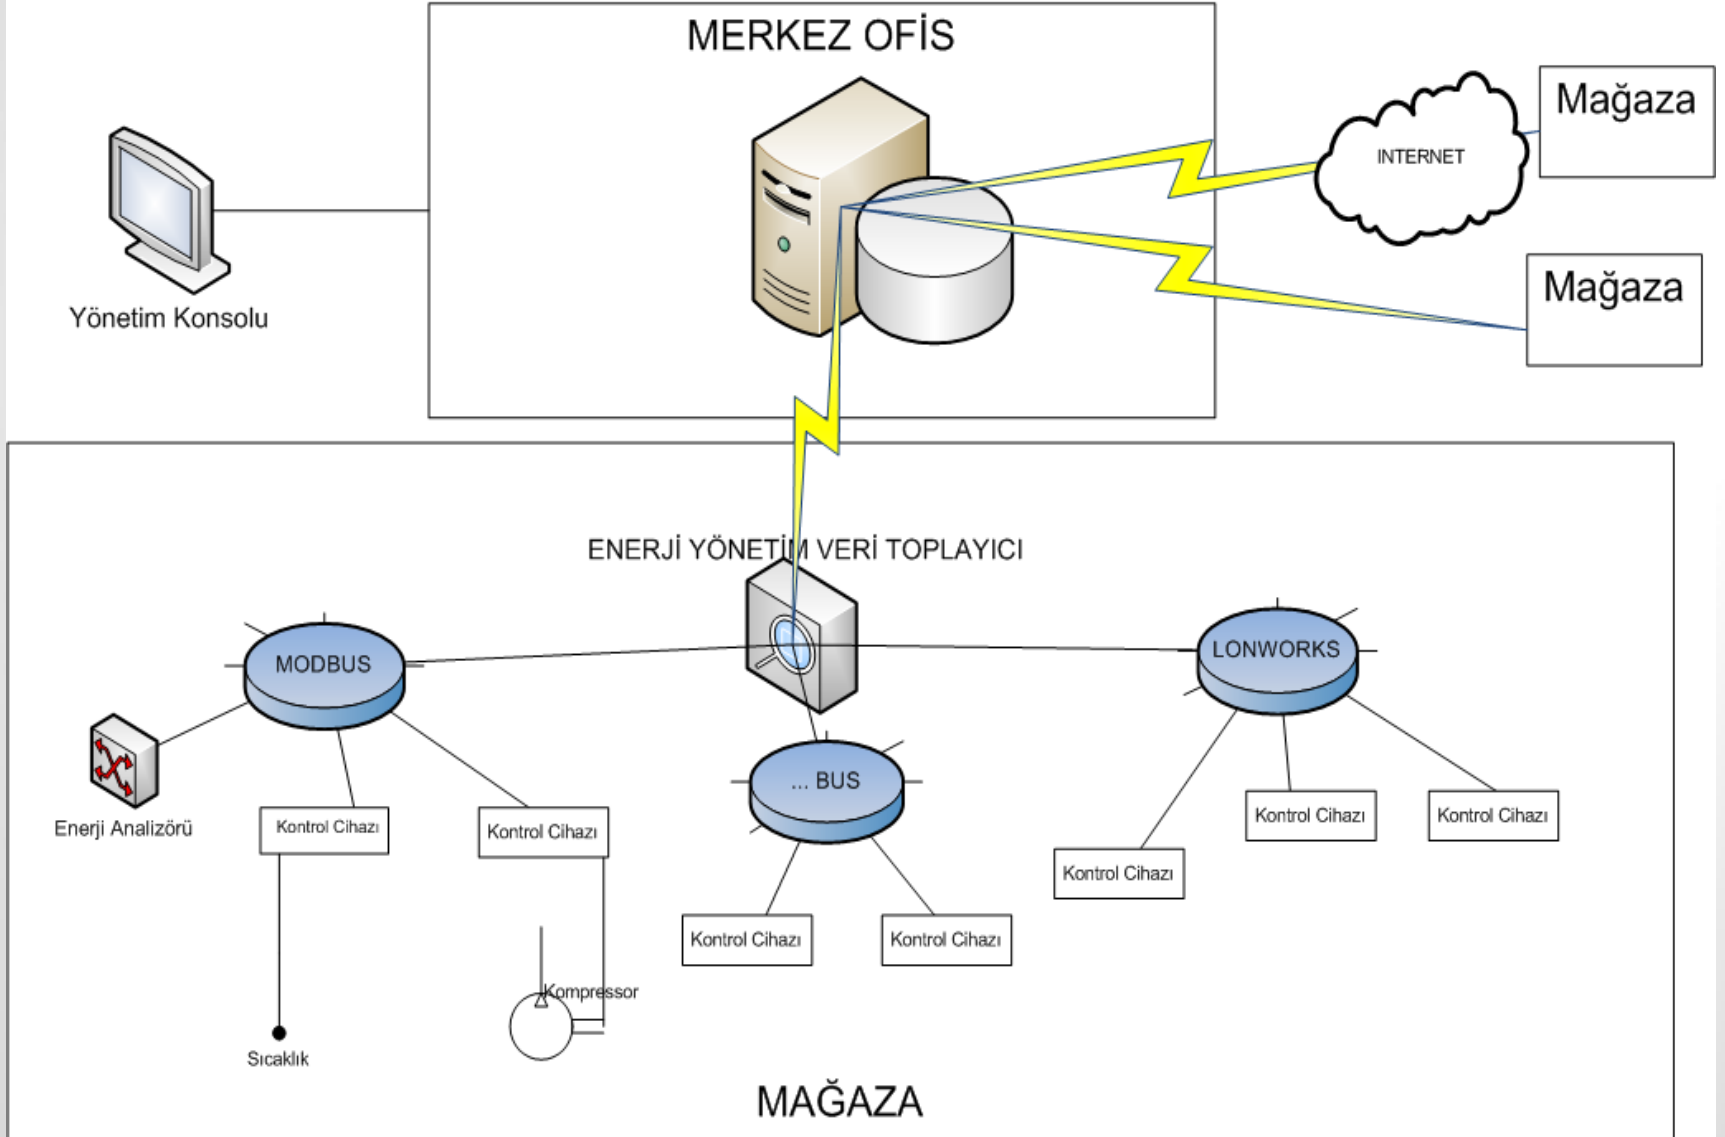 MERKEZ OFİS
Mağaza
INTERNET
Mağaza
Yönetim Konsolu
ENERJİ YÖNETİM VERİ TOPLAYICI
MODBUS
LONWORKS
... BUS
Enerji Analizörü
Kontrol Cihazı
Kontrol Cihazı
Kontrol Cihazı
Kontrol Cihazı
Kontrol Cihazı
Kontrol Cihazı
Kontrol Cihazı
Kompressor
Sıcaklık
MAĞAZA